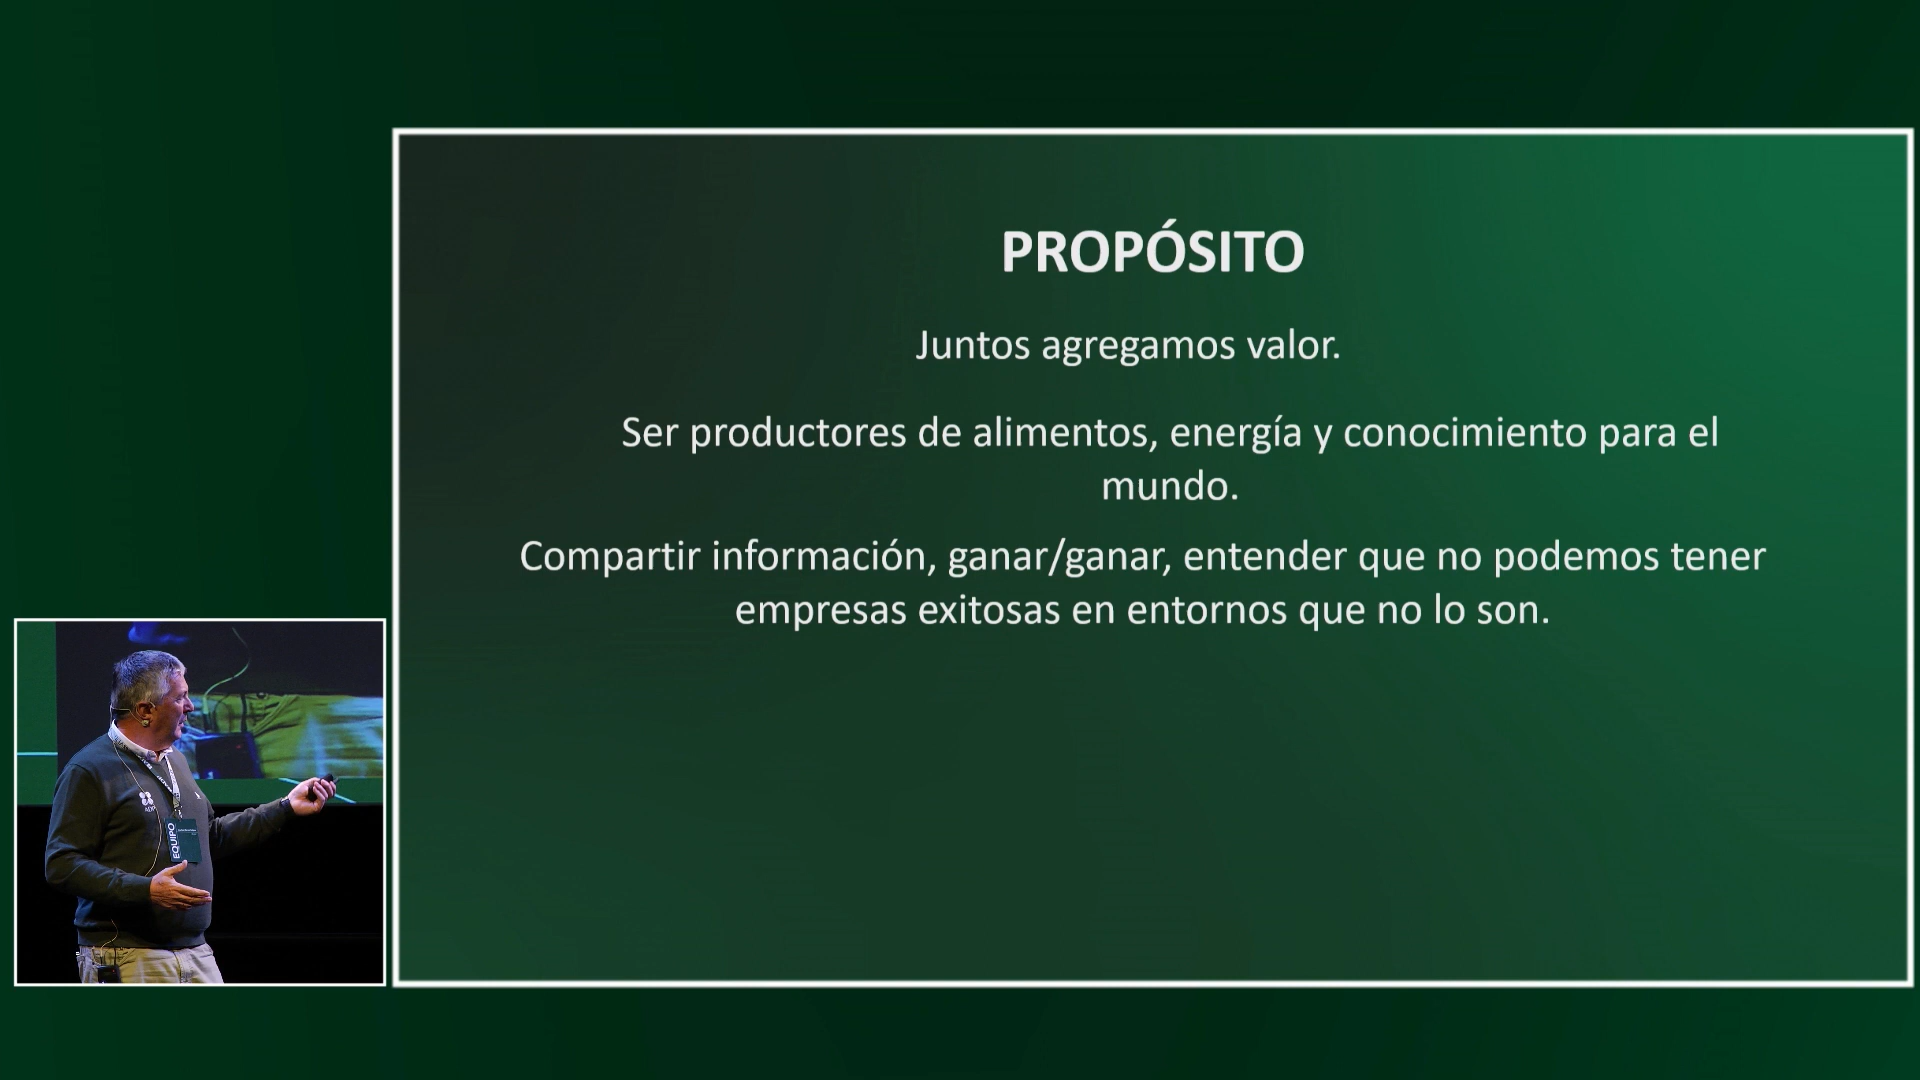 PROPÓSITO
Juntos agregamos valor.
Ser productores de alimentos, energía y conocimiento para el
mundo.
Compartir información, ganar/ganar, entender que no podemos tener
empresas exitosas en entornos que no lo son.
EQUIPO